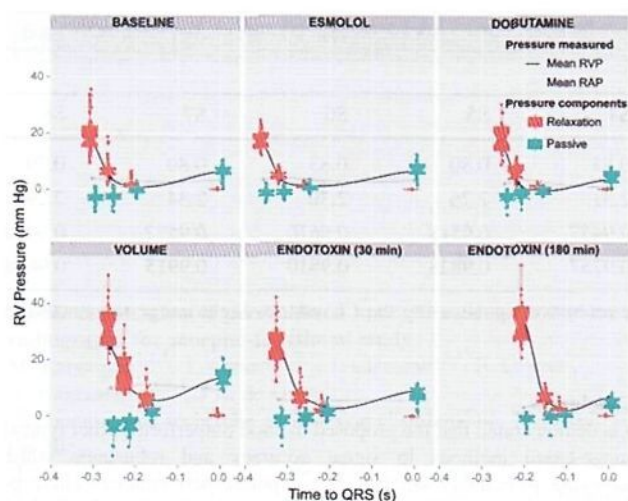 BASELINE ESMOLOL DOBUTAMINE
Pressure measured
Mean RVP
Mean RAP
Pressure components
Relaxation
Passive
40
20
0
RV Pressure (mm Hg)
VOLUME ENDOTOXIN (30 min) ENDOTOXIN (180 min)
40
20
0
-0.4 -0.3 -0.2 -0.1 0.0 -0.4 -0.3 -0.2 -0.1 0.0 -0.4 -0.3 -0.2 -0.1 0.0
Time to QRS (s)